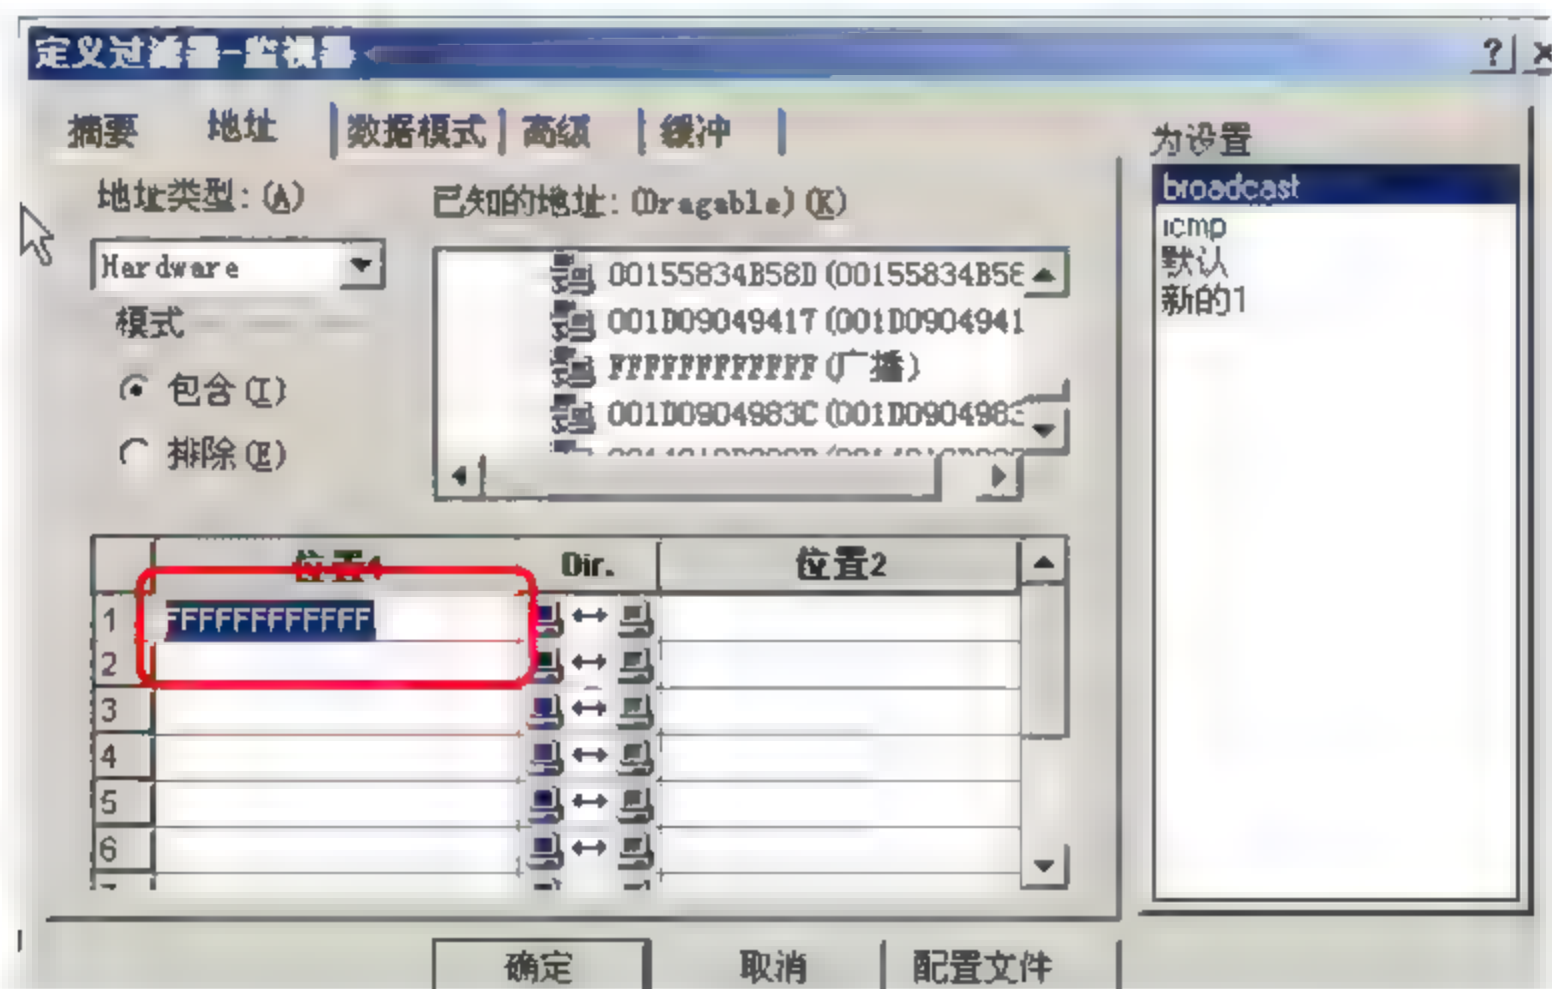 定义过滤器-监视器
? ×
摘要 地址 数据模式 高级 缓冲
为设置
地址类型:(A)
已知的地址:(Dragable)(K)
Hardware
模式
包含(I)
排除(E)
00155834B58D(00155834B58
001D09049417(001D0904941
FFFFFFFFFFFF(广播)
001D0904983C(001D0904983
broadcast
icmp
默认
新的1
位置1 Dir. 位置2
1 FFFFFFFFFFFF
2
3
4
5
6
确定 取消 配置文件